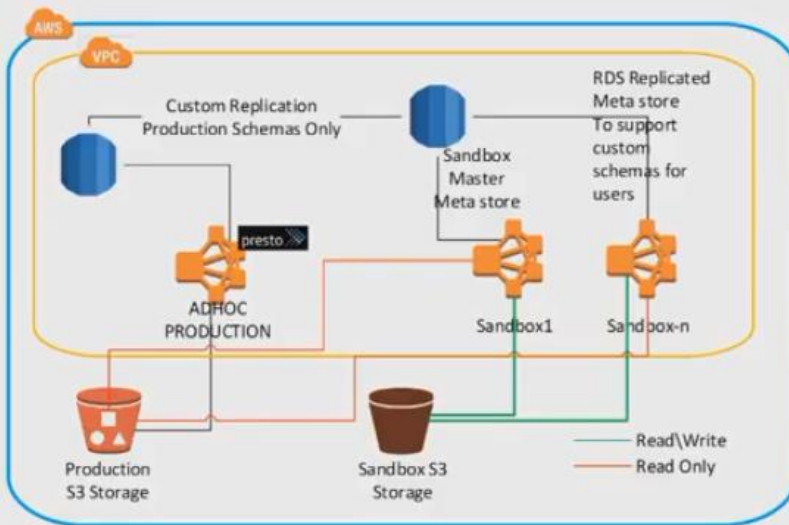 AWS
VPC
Custom Replication
Production Schemas Only
RDS Replicated
Meta store
To support
custom
schemas for
users
Sandbox
Master
Meta store
presto
ADHOC
PRODUCTION
Sandbox1
Sandbox-n
Production
S3 Storage
Sandbox S3
Storage
Read\Write
Read Only